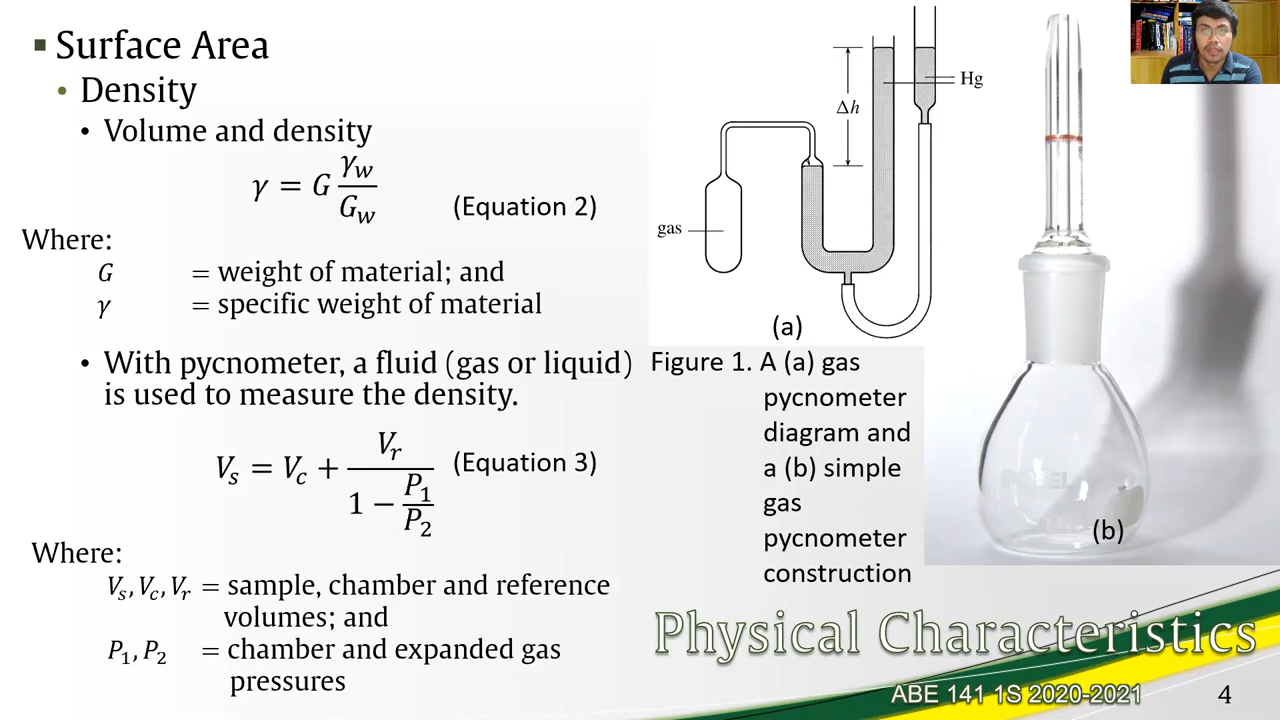 Surface Area
Density
Volume and density
γ = G γw/Gw (Equation 2)
Where:
G = weight of material; and
γ = specific weight of material
With pycnometer, a fluid (gas or liquid)
is used to measure the density.
Vs = Vc + Vr/(1 − P1/P2) (Equation 3)
Where:
Vs, Vc, Vr = sample, chamber and reference
volumes; and
P1, P2 = chamber and expanded gas
pressures
Hg
Δh
gas
(a)
Figure 1. A (a) gas
pycnometer
diagram and
a (b) simple
gas
pycnometer
construction
(b)
Physical Characteristics
ABE 141 1S 2020-2021
4